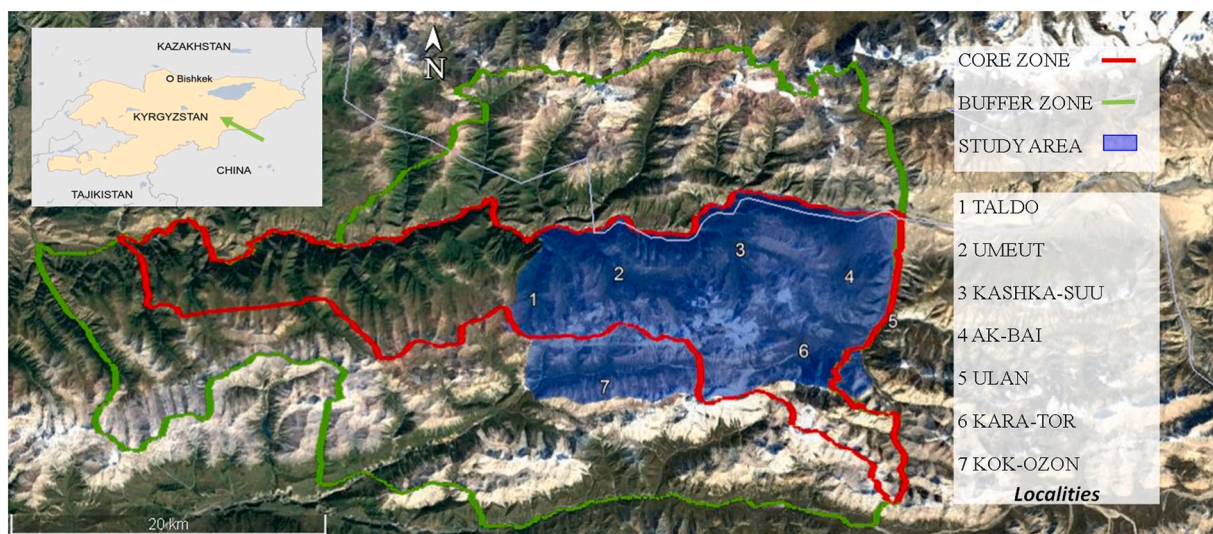 KAZAKHSTAN
Bishkek
KYRGYZSTAN
CHINA
TAJIKISTAN
N
CORE ZONE
BUFFER ZONE
STUDY AREA
1 TALDO
2 UMEUT
3 KASHKA-SUU
4 AK-BAI
5 ULAN
6 KARA-TOR
7 KOK-OZON
Localities
1
2
3
4
5
6
7
20 km